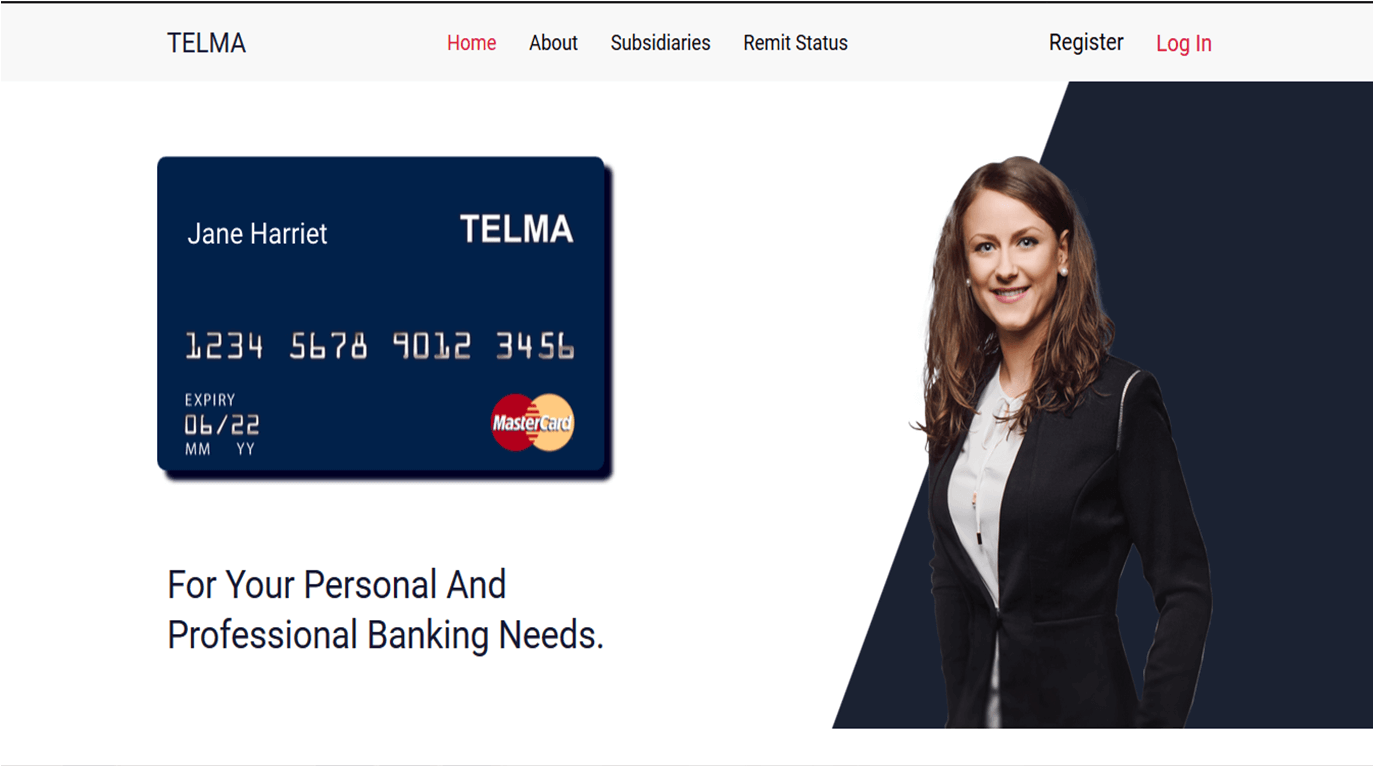 TELMA
Home About Subsidiaries Remit Status
Register Log In
Jane Harriet
TELMA
1234 5678 9012 3456
EXPIRY
06/22
MM YY
MasterCard
For Your Personal And
Professional Banking Needs.